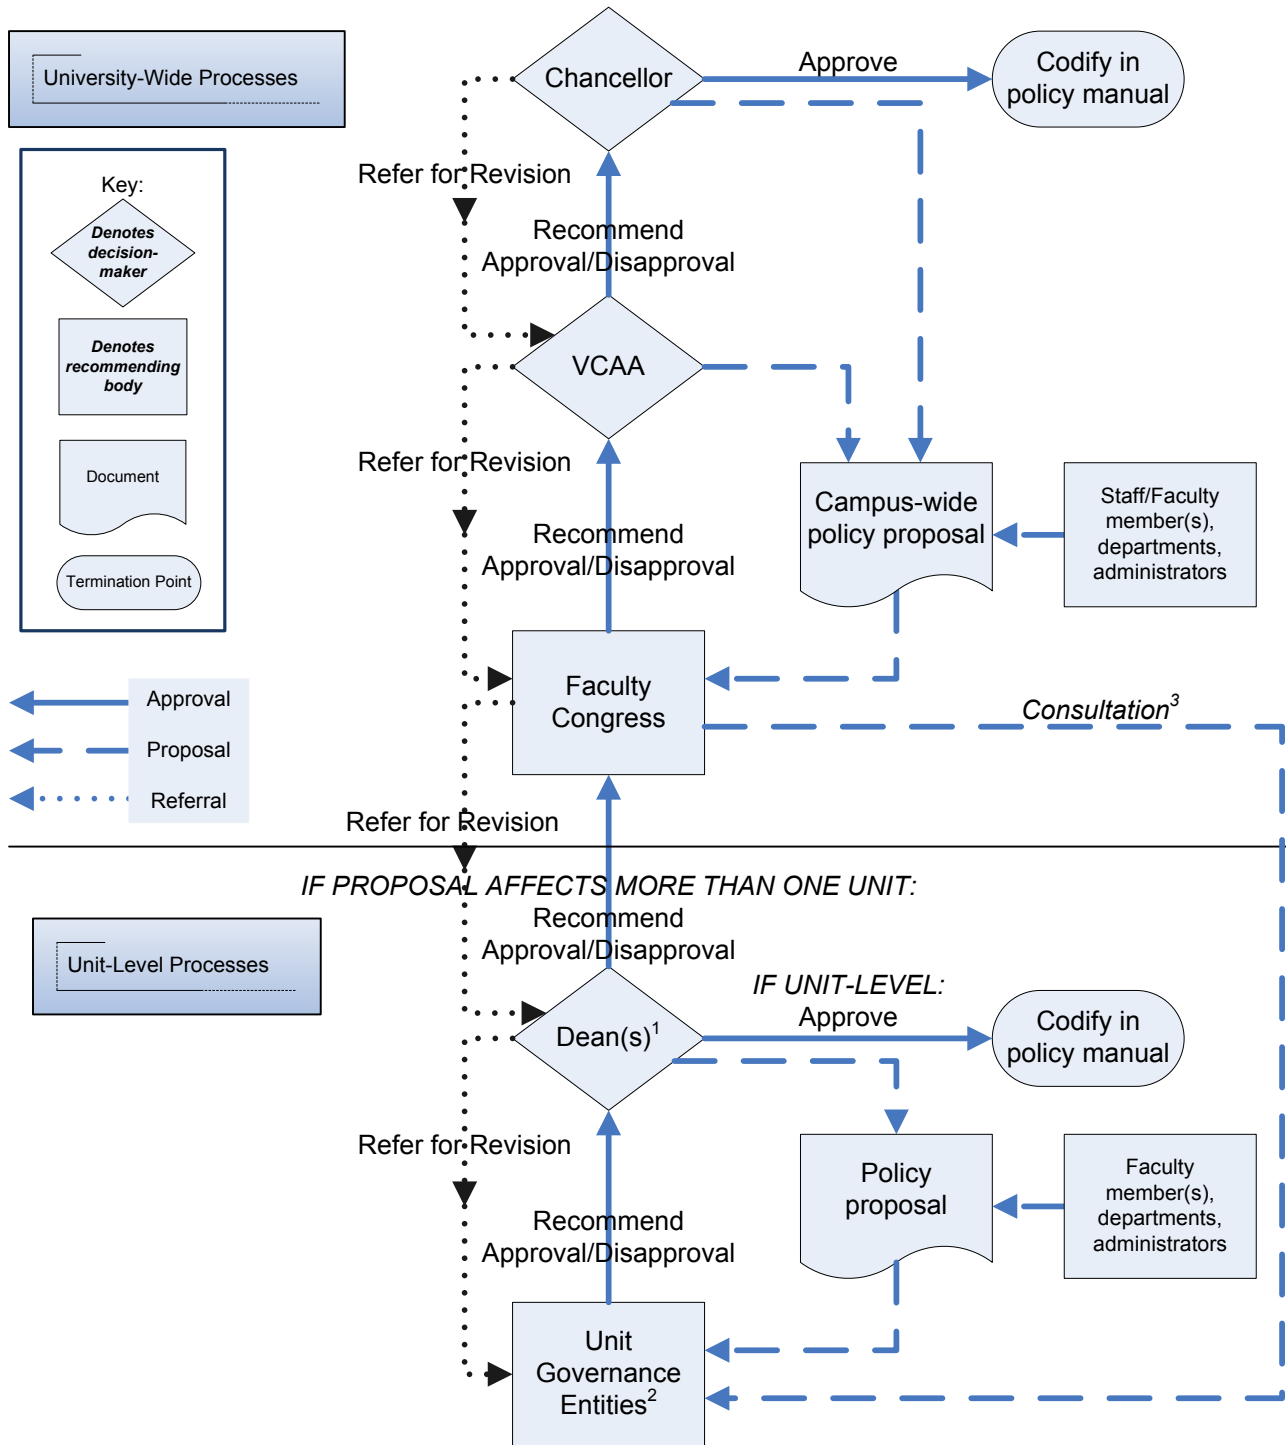 University-Wide Processes
Chancellor
Approve
Codify in
policy manual
Key:
Denotes
decision-
maker
Denotes
recommending
body
Document
Termination Point
Refer for Revision
Recommend
Approval/Disapproval
VCAA
Refer for Revision
Recommend
Approval/Disapproval
Campus-wide
policy proposal
Staff/Faculty
member(s),
departments,
administrators
Approval
Proposal
Referral
Faculty
Congress
Consultation³
Refer for Revision
IF PROPOSAL AFFECTS MORE THAN ONE UNIT:
Recommend
Approval/Disapproval
Unit-Level Processes
IF UNIT-LEVEL:
Approve
Dean(s)¹
Codify in
policy manual
Refer for Revision
Recommend
Approval/Disapproval
Policy
proposal
Faculty
member(s),
departments,
administrators
Unit
Governance
Entities²